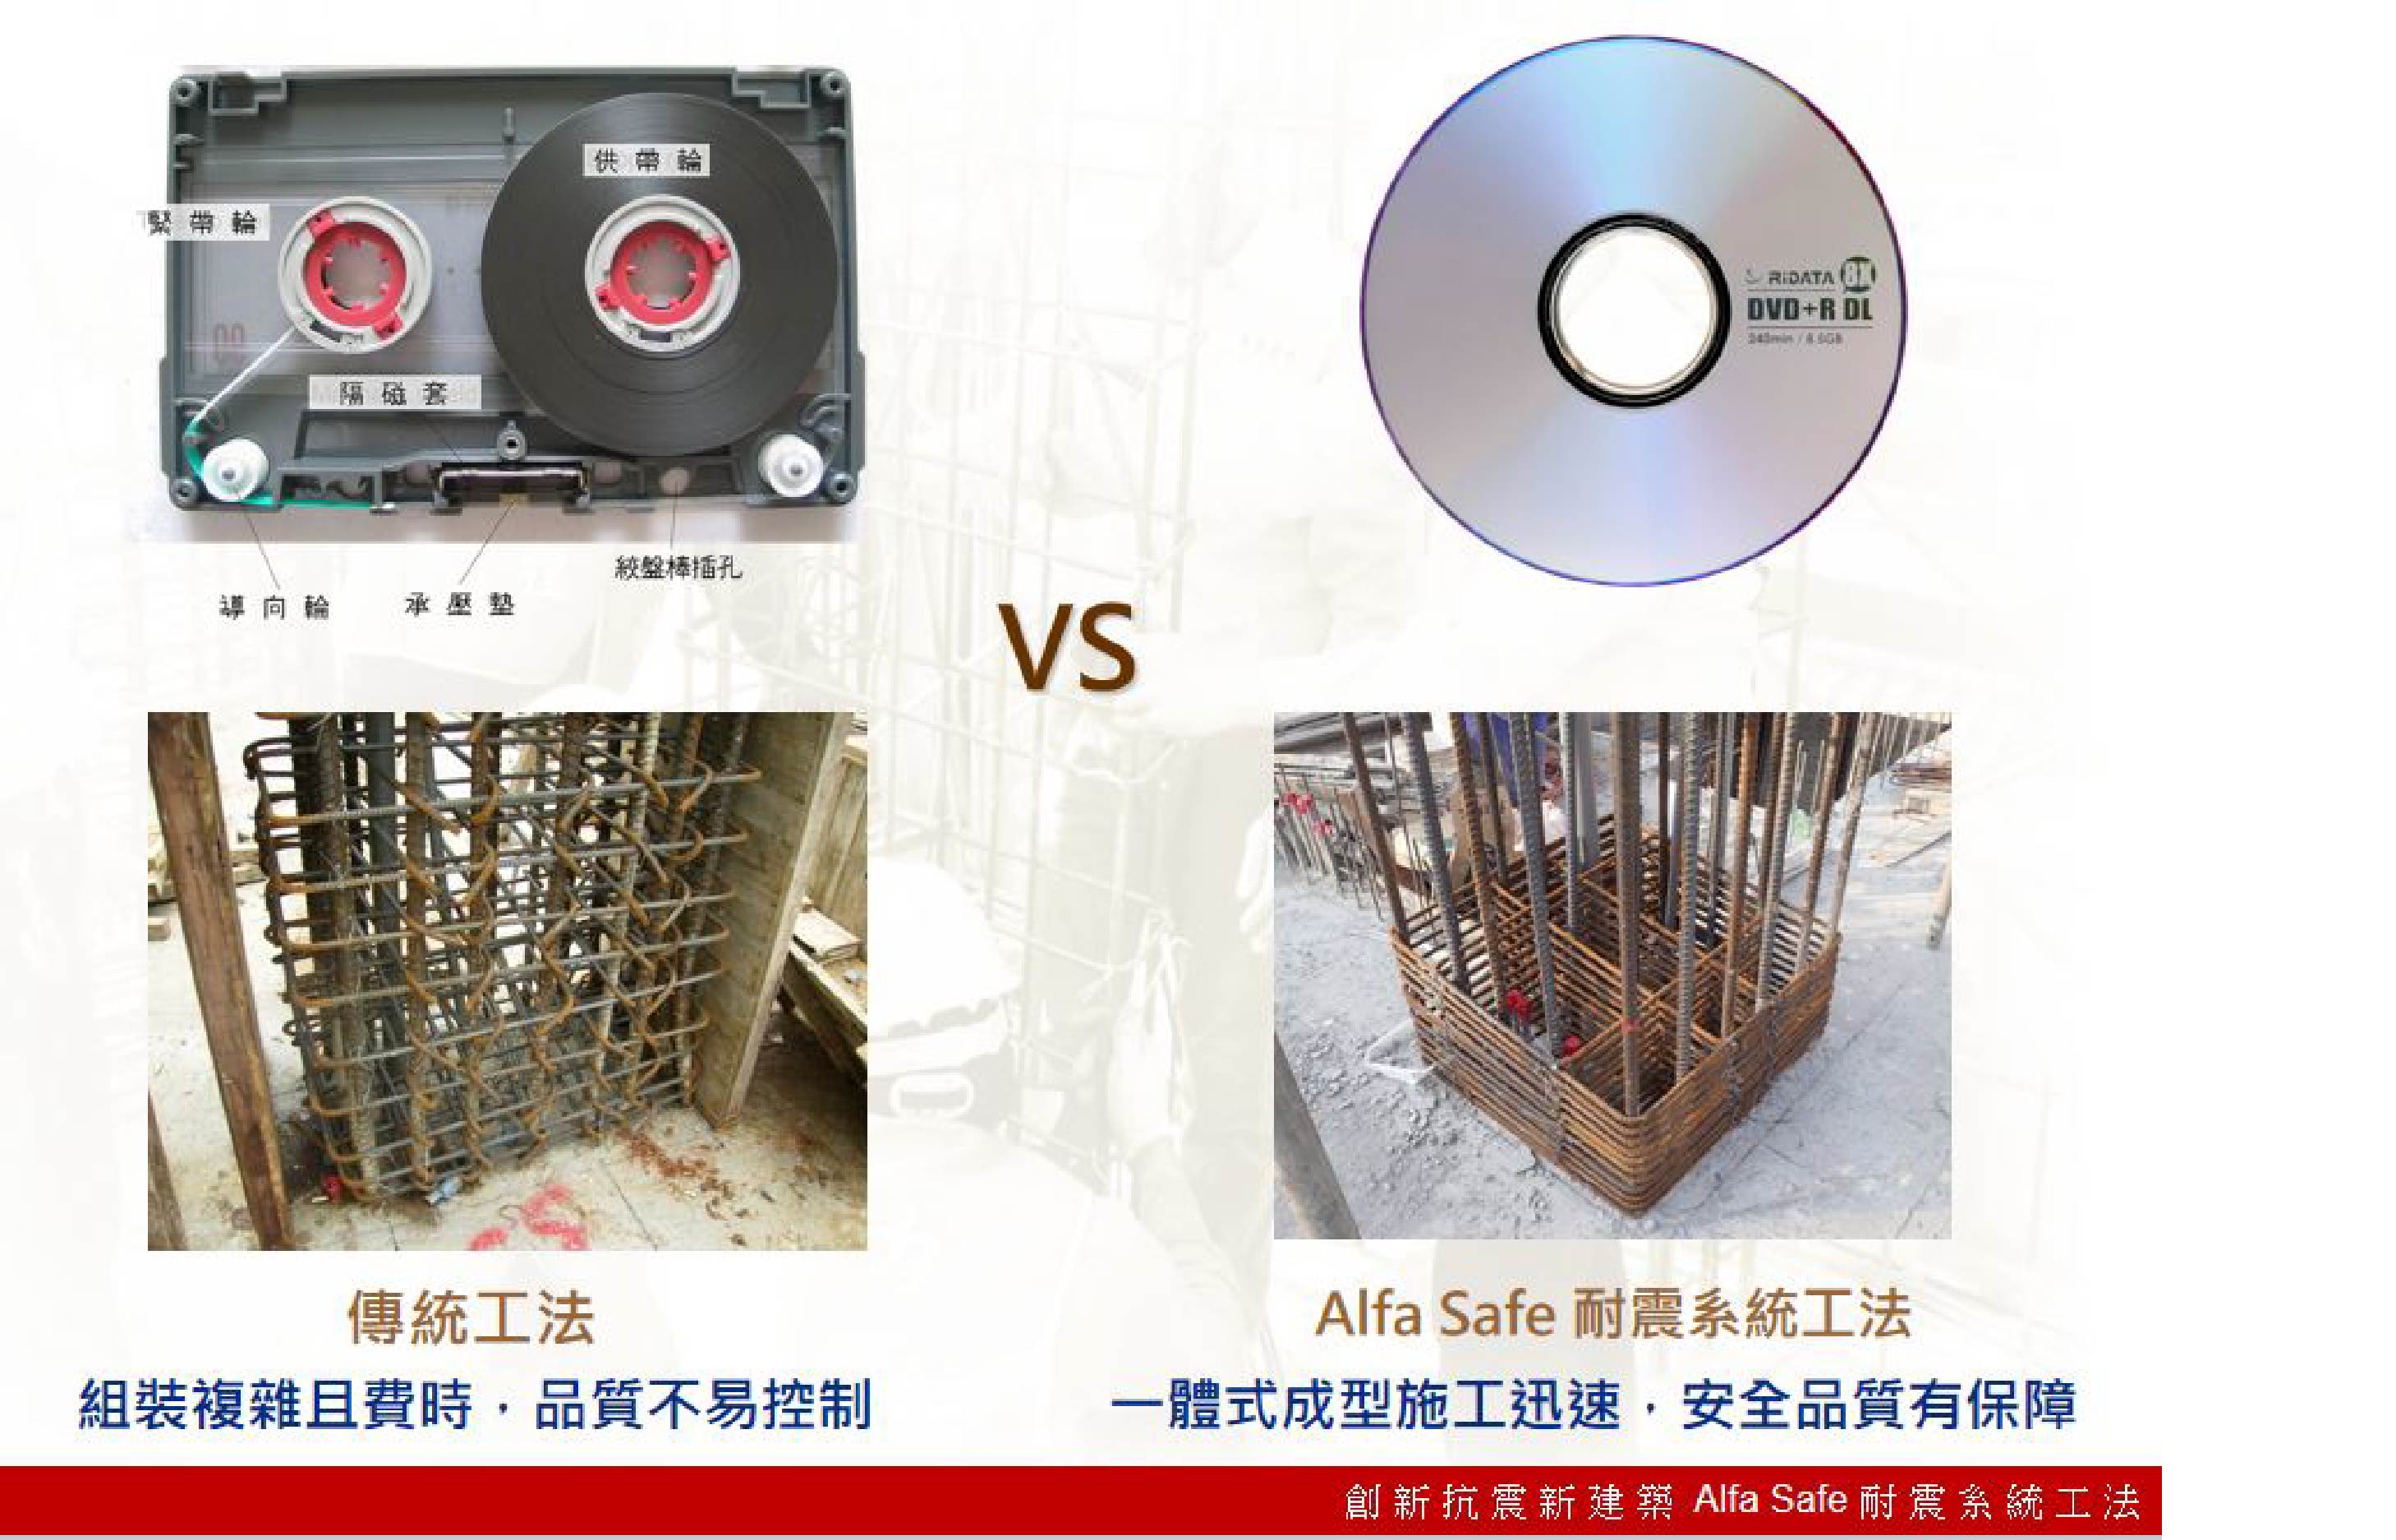 供帶輪
緊帶輪
隔磁套
絞盤棒插孔
導向輪
承壓墊
RiDATA 8X
DVD+R DL
240min / 8.5GB
VS
傳統工法
組裝複雜且費時，品質不易控制
Alfa Safe 耐震系統工法
一體式成型施工迅速，安全品質有保障
創新抗震新建築 Alfa Safe 耐震系統工法